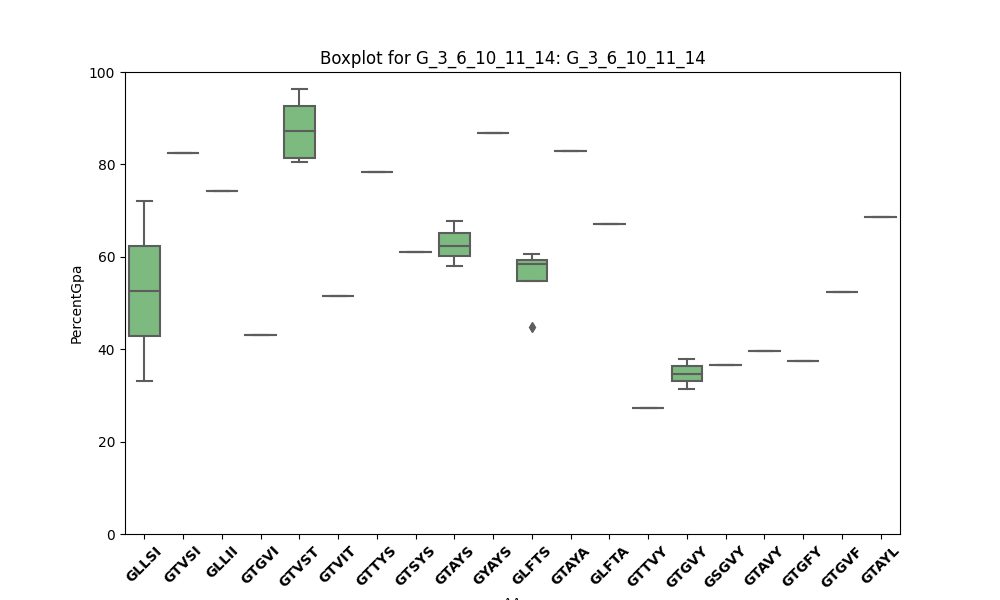 Boxplot for G_3_6_10_11_14: G_3_6_10_11_14
PercentGpa
100
80
60
40
20
0
GLLSI
GTVSI
GLLII
GTGVI
GTVST
GTVIT
GTTYS
GTSYS
GTAYS
GYAYS
GLFTS
GTAYA
GLFTA
GTTVY
GTGVY
GSGVY
GTAVY
GTGFY
GTGVF
GTAYL